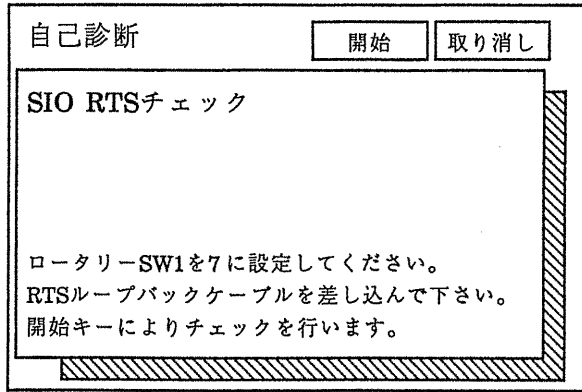 自己診断
開始
取り消し
SIO RTSチェック
ロータリーSW1を7に設定してください。
RTSループバックケーブルを差し込んで下さい。
開始キーによりチェックを行います。